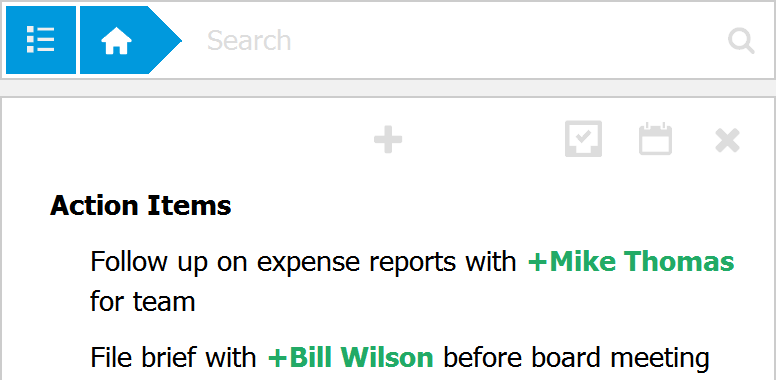 Search
Action Items
Follow up on expense reports with +Mike Thomas
for team
File brief with +Bill Wilson before board meeting